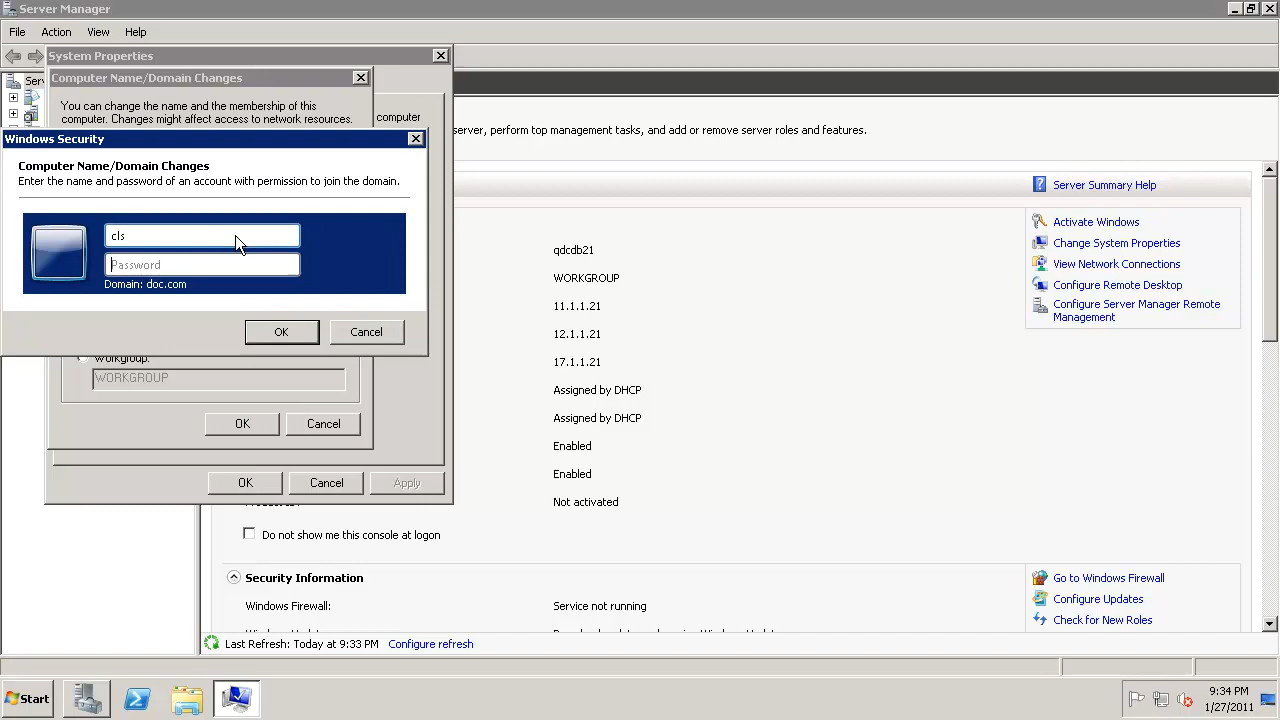 Server Manager
File Action View Help
System Properties
Computer Name/Domain Changes
You can change the name and the membership of this
computer. Changes might affect access to network resources.
computer
Serv
server, perform top management tasks, and add or remove server roles and features.
Windows Security
Computer Name/Domain Changes
Enter the name and password of an account with permission to join the domain.
cls
Password
Domain: doc.com
OK Cancel
Workgroup:
WORKGROUP
OK Cancel
OK Cancel Apply
Server Summary Help
qdcdb21
WORKGROUP
11.1.1.21
12.1.1.21
17.1.1.21
Assigned by DHCP
Assigned by DHCP
Enabled
Enabled
Not activated
Activate Windows
Change System Properties
View Network Connections
Configure Remote Desktop
Configure Server Manager Remote
Management
Do not show me this console at logon
Security Information
Windows Firewall: Service not running
Go to Windows Firewall
Configure Updates
Check for New Roles
Last Refresh: Today at 9:33 PM Configure refresh
Start
9:34 PM
1/27/2011